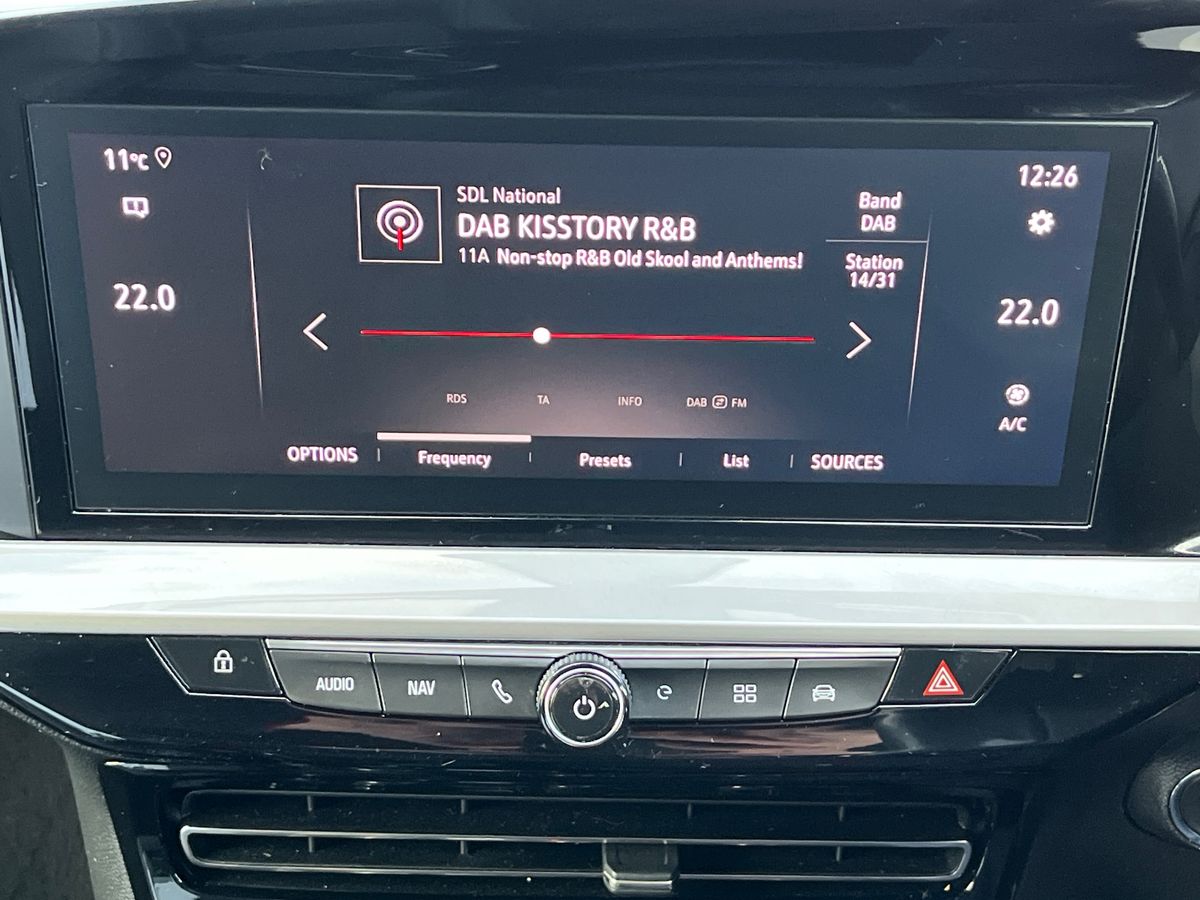 11°C
12:26
SDL National
DAB KISSTORY R&B
11A Non-stop R&B Old Skool and Anthems!
Band
DAB
Station
14/31
22.0
22.0
RDS
TA
INFO
DAB FM
A/C
OPTIONS
Frequency
Presets
List
SOURCES
AUDIO
NAV